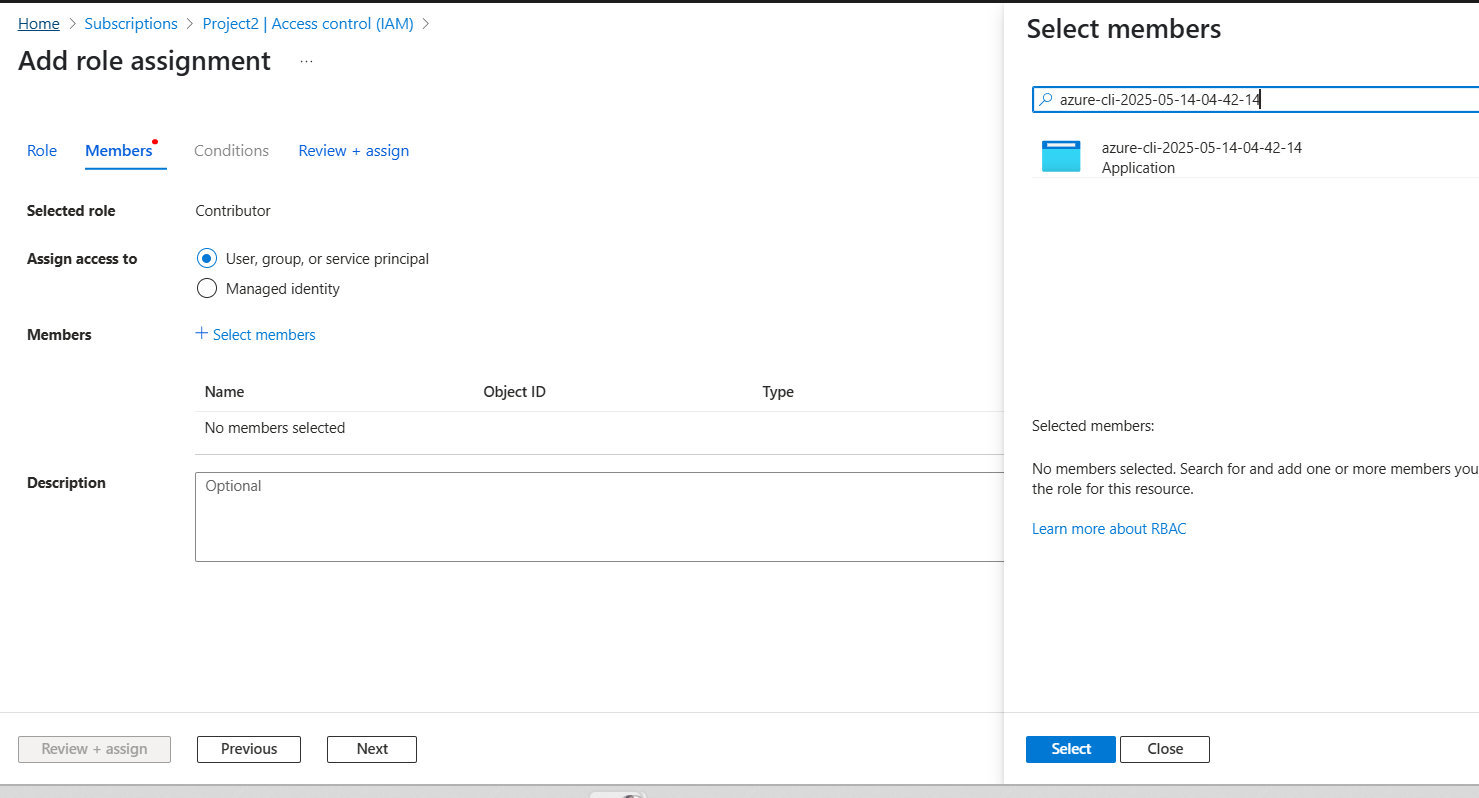 Home > Subscriptions > Project2 | Access control (IAM) >
Add role assignment ...
Role Members Conditions Review + assign
Selected role Contributor
Assign access to User, group, or service principal
Managed identity
Members + Select members
Name Object ID Type
No members selected
Description Optional
Review + assign Previous Next
Select members
azure-cli-2025-05-14-04-42-14
azure-cli-2025-05-14-04-42-14
Application
Selected members:
No members selected. Search for and add one or more members you
the role for this resource.
Learn more about RBAC
Select Close